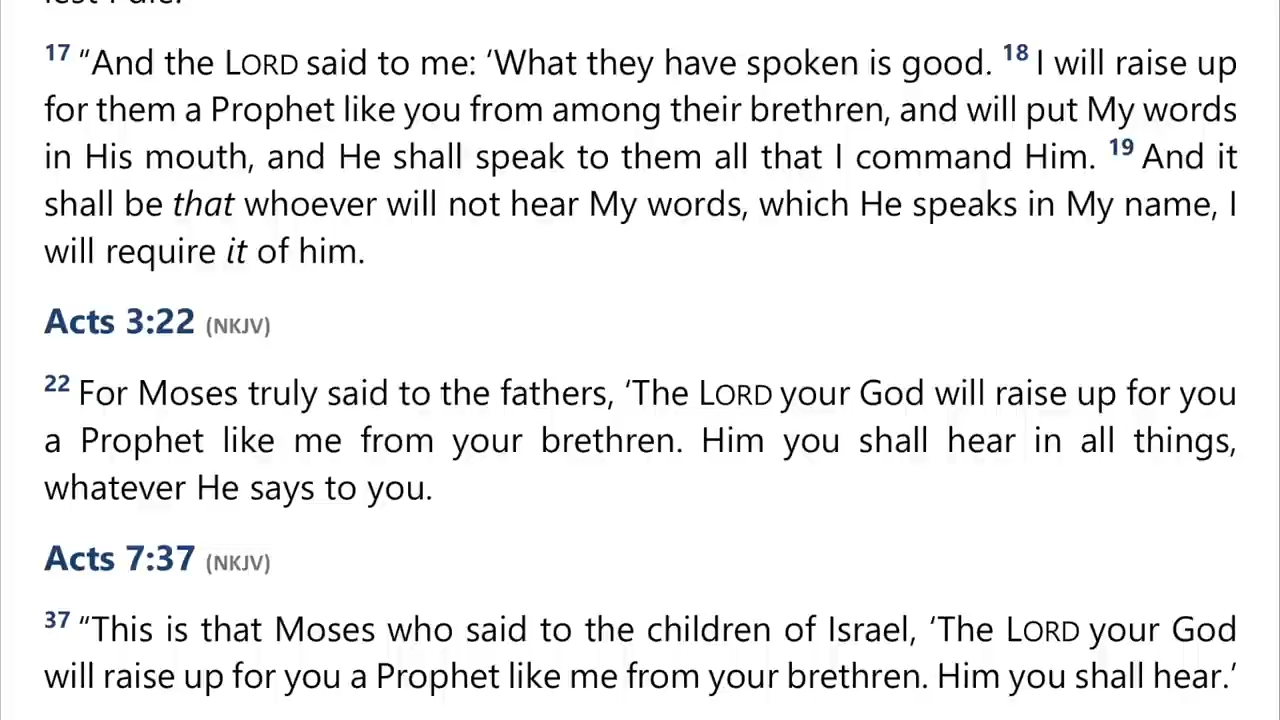 lest I die.’
17 “And the LORD said to me: ‘What they have spoken is good. 18 I will raise up
for them a Prophet like you from among their brethren, and will put My words
in His mouth, and He shall speak to them all that I command Him. 19 And it
shall be that whoever will not hear My words, which He speaks in My name, I
will require it of him.
Acts 3:22 (NKJV)
22 For Moses truly said to the fathers, ‘The LORD your God will raise up for you
a Prophet like me from your brethren. Him you shall hear in all things,
whatever He says to you.
Acts 7:37 (NKJV)
37 “This is that Moses who said to the children of Israel, ‘The LORD your God
will raise up for you a Prophet like me from your brethren. Him you shall hear.’